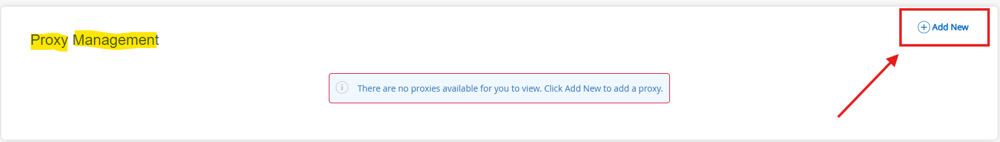 Proxy Management
Add New
There are no proxies available for you to view. Click Add New to add a proxy.